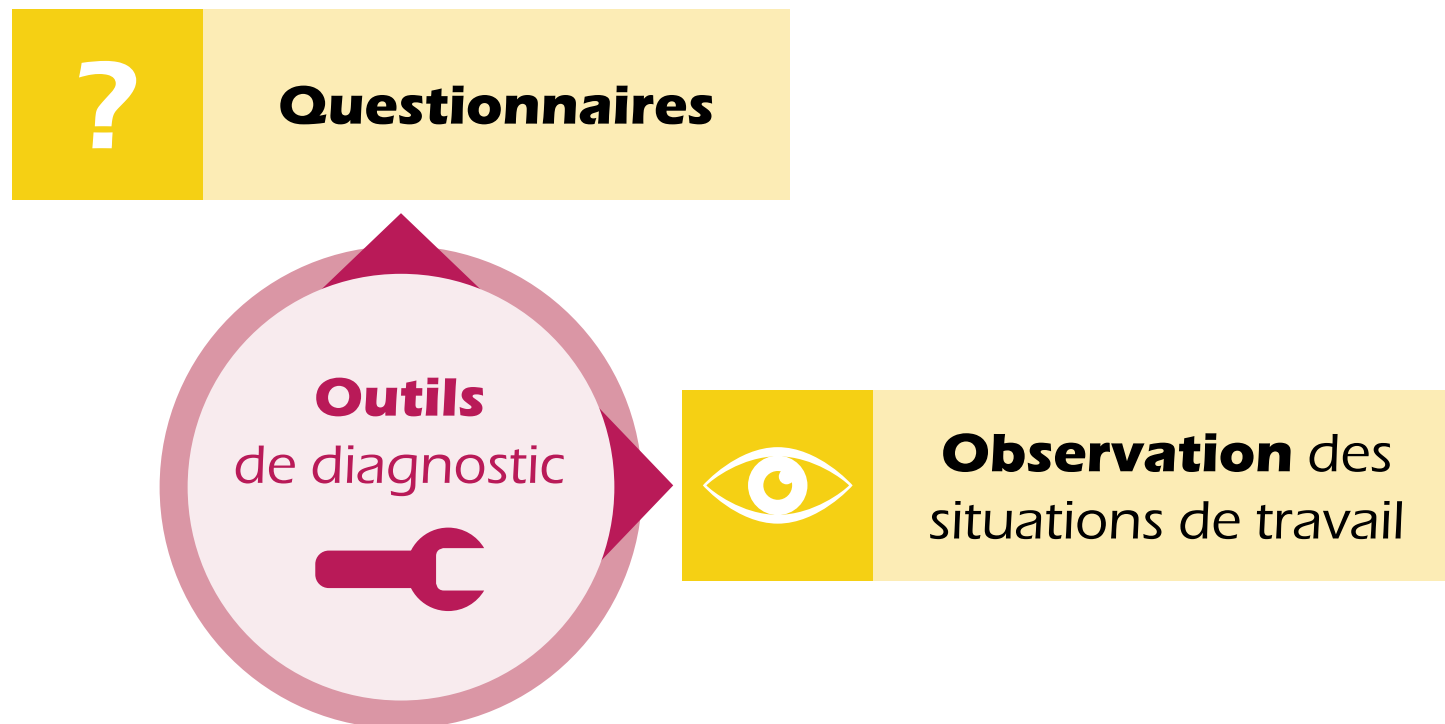 ?
Questionnaires
Outils
de diagnostic
Observation des
situations de travail